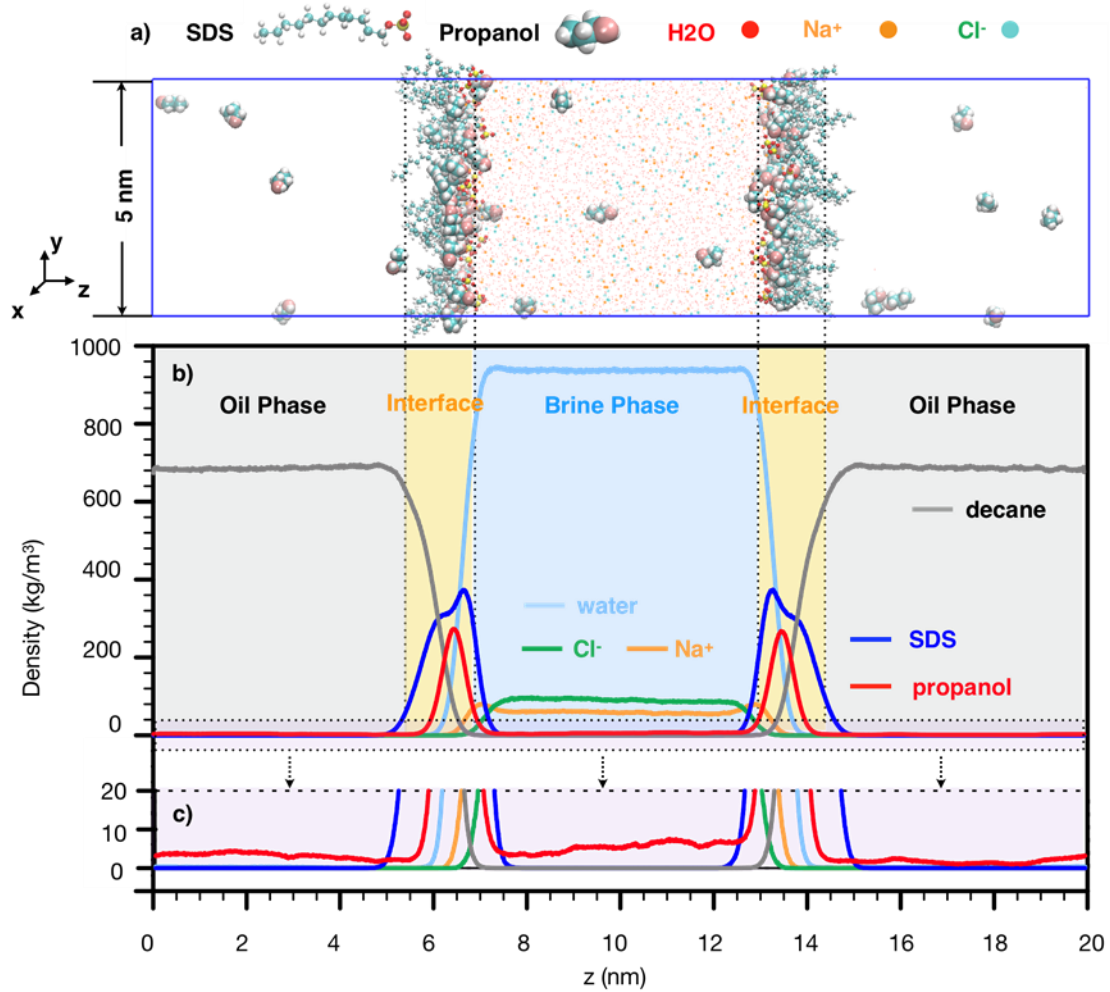 a) SDS Propanol H2O Na⁺ Cl⁻
5 nm
y
z
x
1000
b)
Oil Phase Interface Brine Phase Interface Oil Phase
800
600
decane
400
water
Cl⁻ Na⁺ SDS
200
propanol
0
Density (kg/m³)
20
c)
10
0
0 2 4 6 8 10 12 14 16 18 20
z (nm)